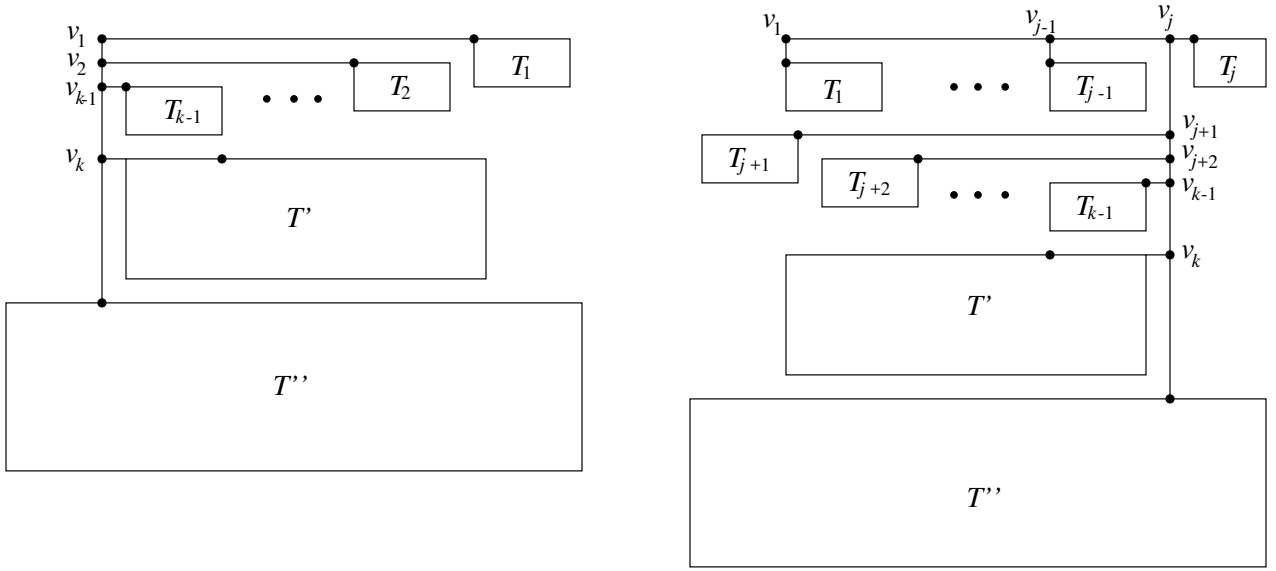 v1
T1
v2
T2
vk-1
Tk-1
vk
T'
T''
v1
vj-1
vj
T1
Tj-1
Tj
vj+1
Tj+1
vj+2
Tj+2
vk-1
Tk-1
vk
T'
T''